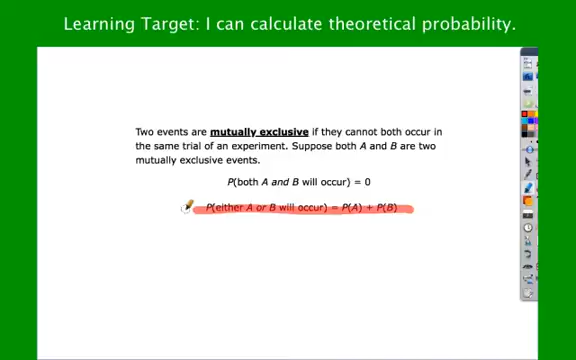 Learning Target: I can calculate theoretical probability.
Two events are mutually exclusive if they cannot both occur in
the same trial of an experiment. Suppose both A and B are two
mutually exclusive events.
P(both A and B will occur) = 0
P(either A or B will occur) = P(A) + P(B)